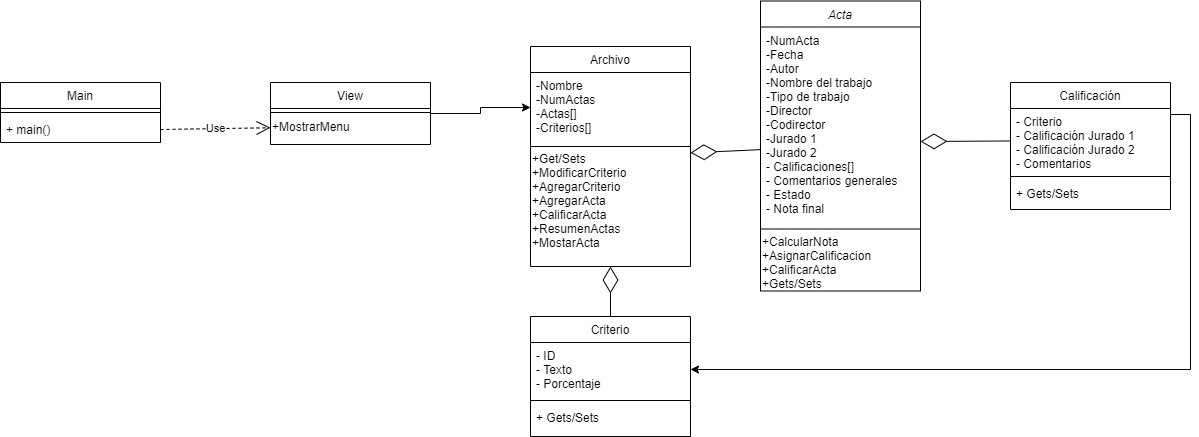 Main
+ main()
Use
View
+MostrarMenu
Archivo
-Nombre
-NumActas
-Actas[]
-Criterios[]
+Get/Sets
+ModificarCriterio
+AgregarCriterio
+AgregarActa
+CalificarActa
+ResumenActas
+MostarActa
Acta
-NumActa
-Fecha
-Autor
-Nombre del trabajo
-Tipo de trabajo
-Director
-Codirector
-Jurado 1
-Jurado 2
- Calificaciones[]
- Comentarios generales
- Estado
- Nota final
+CalcularNota
+AsignarCalificacion
+CalificarActa
+Gets/Sets
Calificación
- Criterio
- Calificación Jurado 1
- Calificación Jurado 2
- Comentarios
+ Gets/Sets
Criterio
- ID
- Texto
- Porcentaje
+ Gets/Sets